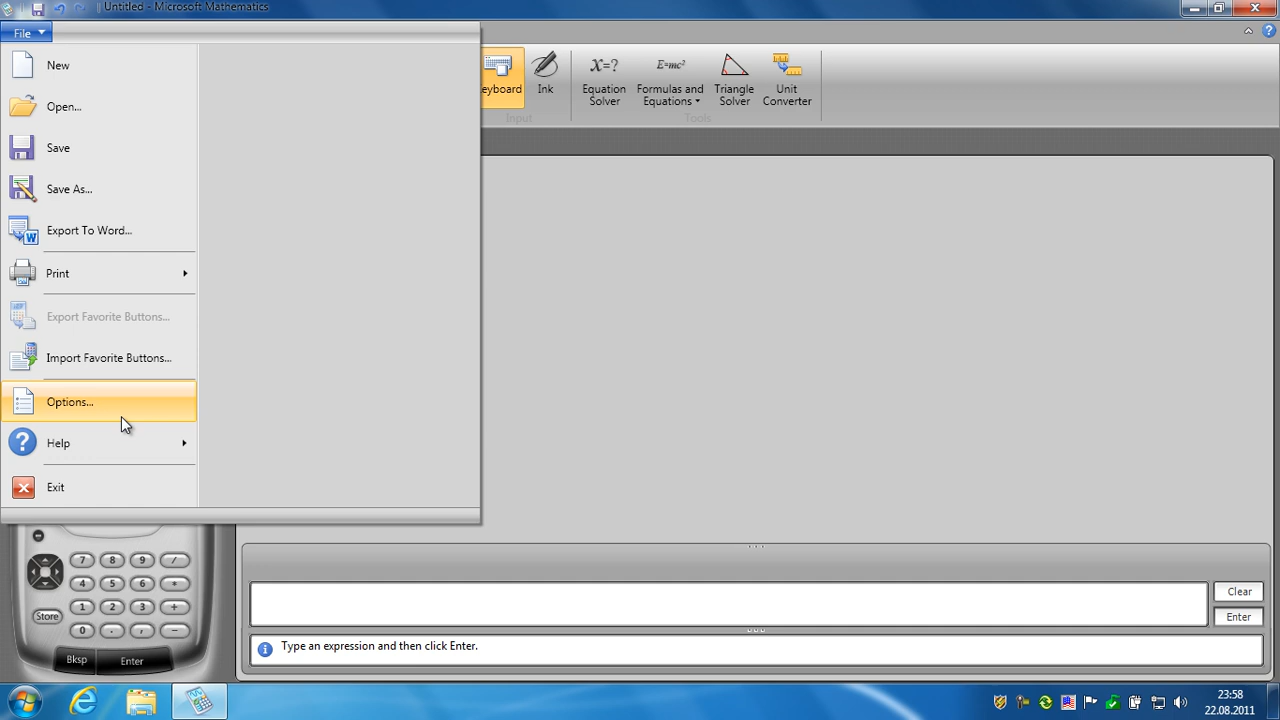 Untitled - Microsoft Mathematics
File
New
Open...
Save
Save As...
Export To Word...
Print
Export Favorite Buttons...
Import Favorite Buttons...
Options...
Help
Exit
eyboard
Ink
Input
X=?
Equation
Solver
E=mc²
Formulas and
Equations
Triangle
Solver
Unit
Converter
Tools
7 8 9 /
4 5 6 *
1 2 3 +
0 . , −
Store
Bksp
Enter
Clear
Enter
Type an expression and then click Enter.
23:58
22.08.2011